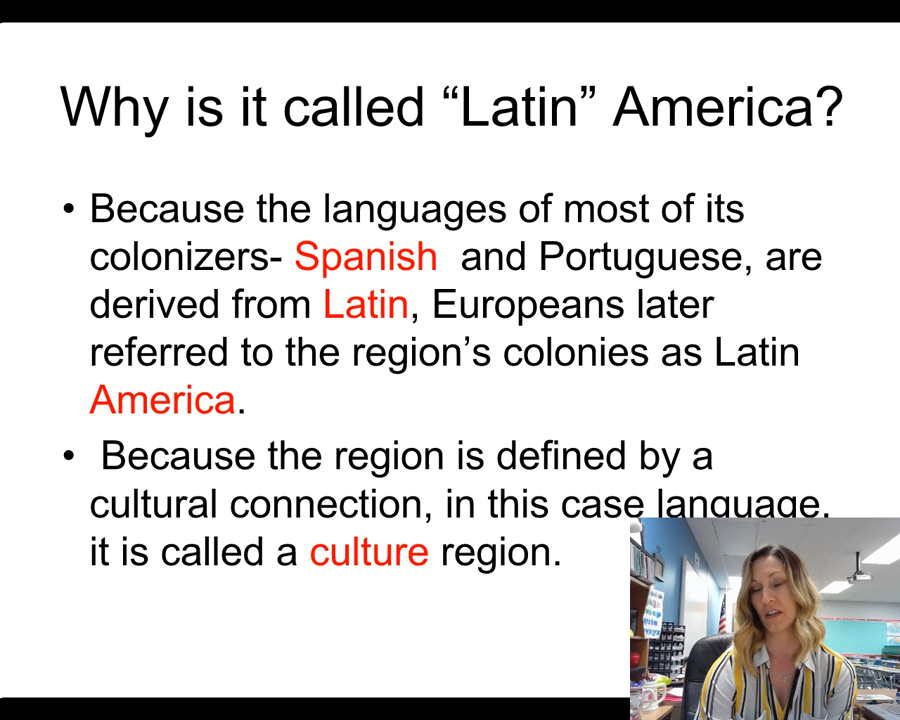 Why is it called “Latin” America?
• Because the languages of most of its
colonizers- Spanish and Portuguese, are
derived from Latin, Europeans later
referred to the region’s colonies as Latin
America.
• Because the region is defined by a
cultural connection, in this case language,
it is called a culture region.